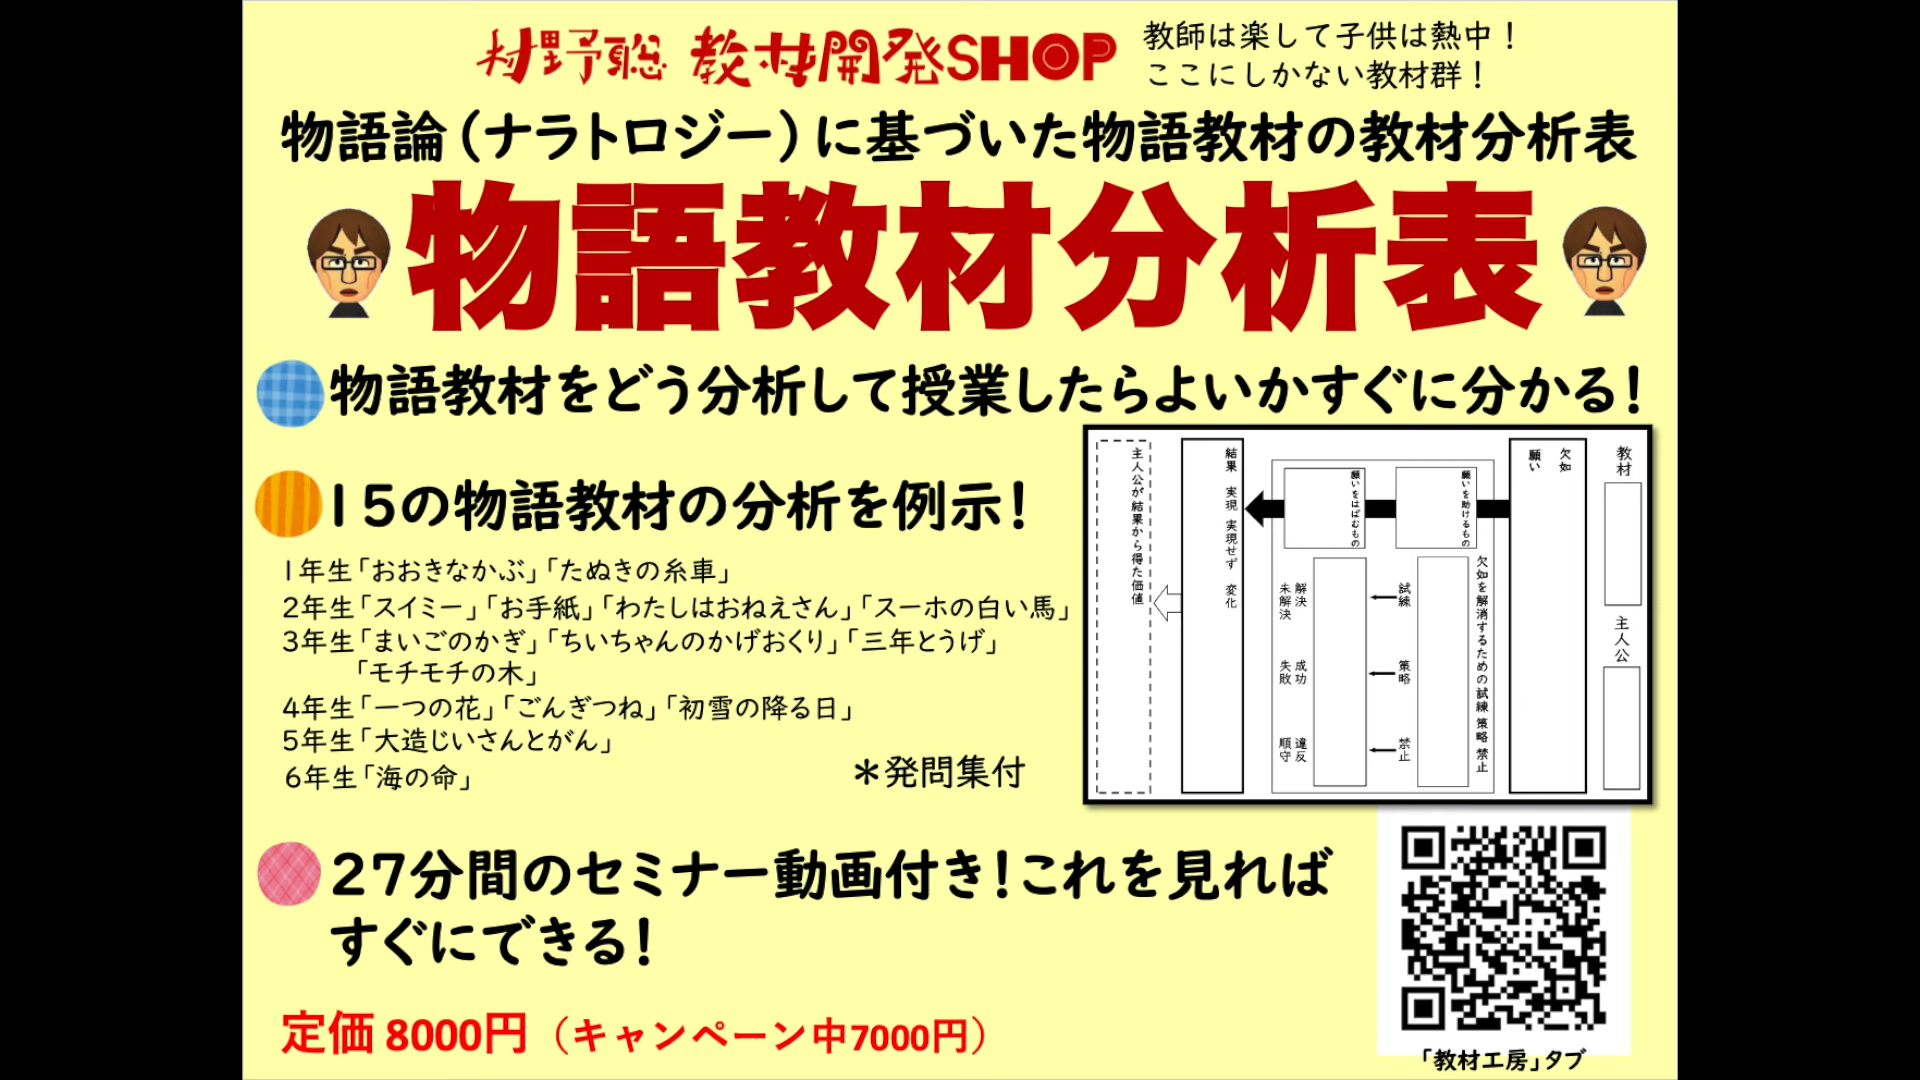 村野聡 教材開発SHOP
教師は楽して子供は熱中！
ここにしかない教材群！
物語論（ナラトロジー）に基づいた物語教材の教材分析表
物語教材分析表
物語教材をどう分析して授業したらよいかすぐに分かる！
15の物語教材の分析を例示！
1年生「おおきなかぶ」「たぬきの糸車」
2年生「スイミー」「お手紙」「わたしはおねえさん」「スーホの白い馬」
3年生「まいごのかぎ」「ちいちゃんのかげおくり」「三年とうげ」
「モチモチの木」
4年生「一つの花」「ごんぎつね」「初雪の降る日」
5年生「大造じいさんとがん」
6年生「海の命」
＊発問集付
教材
主人公
欠如
願い
欠如を解消するための試練 策略 禁止
願いを助けるもの
願いをはばむもの
試練
策略
禁止
解決
未解決
成功
失敗
違反
順守
結果 実現 実現せず 変化
主人公が結果から得た価値
27分間のセミナー動画付き！これを見れば
すぐにできる！
定価 8000円（キャンペーン中7000円）
「教材工房」タブ